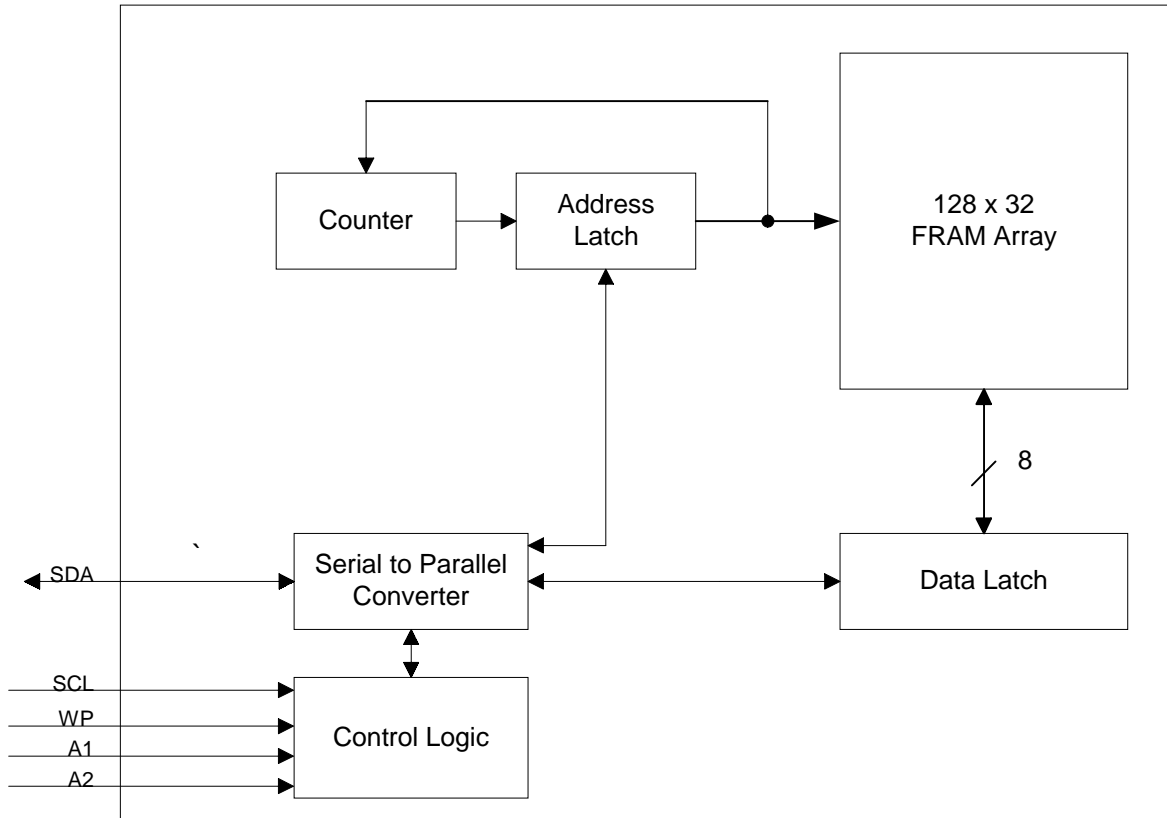 Counter
Address
Latch
128 x 32
FRAM Array
8
`
SDA
Serial to Parallel
Converter
Data Latch
SCL
WP
A1
A2
Control Logic